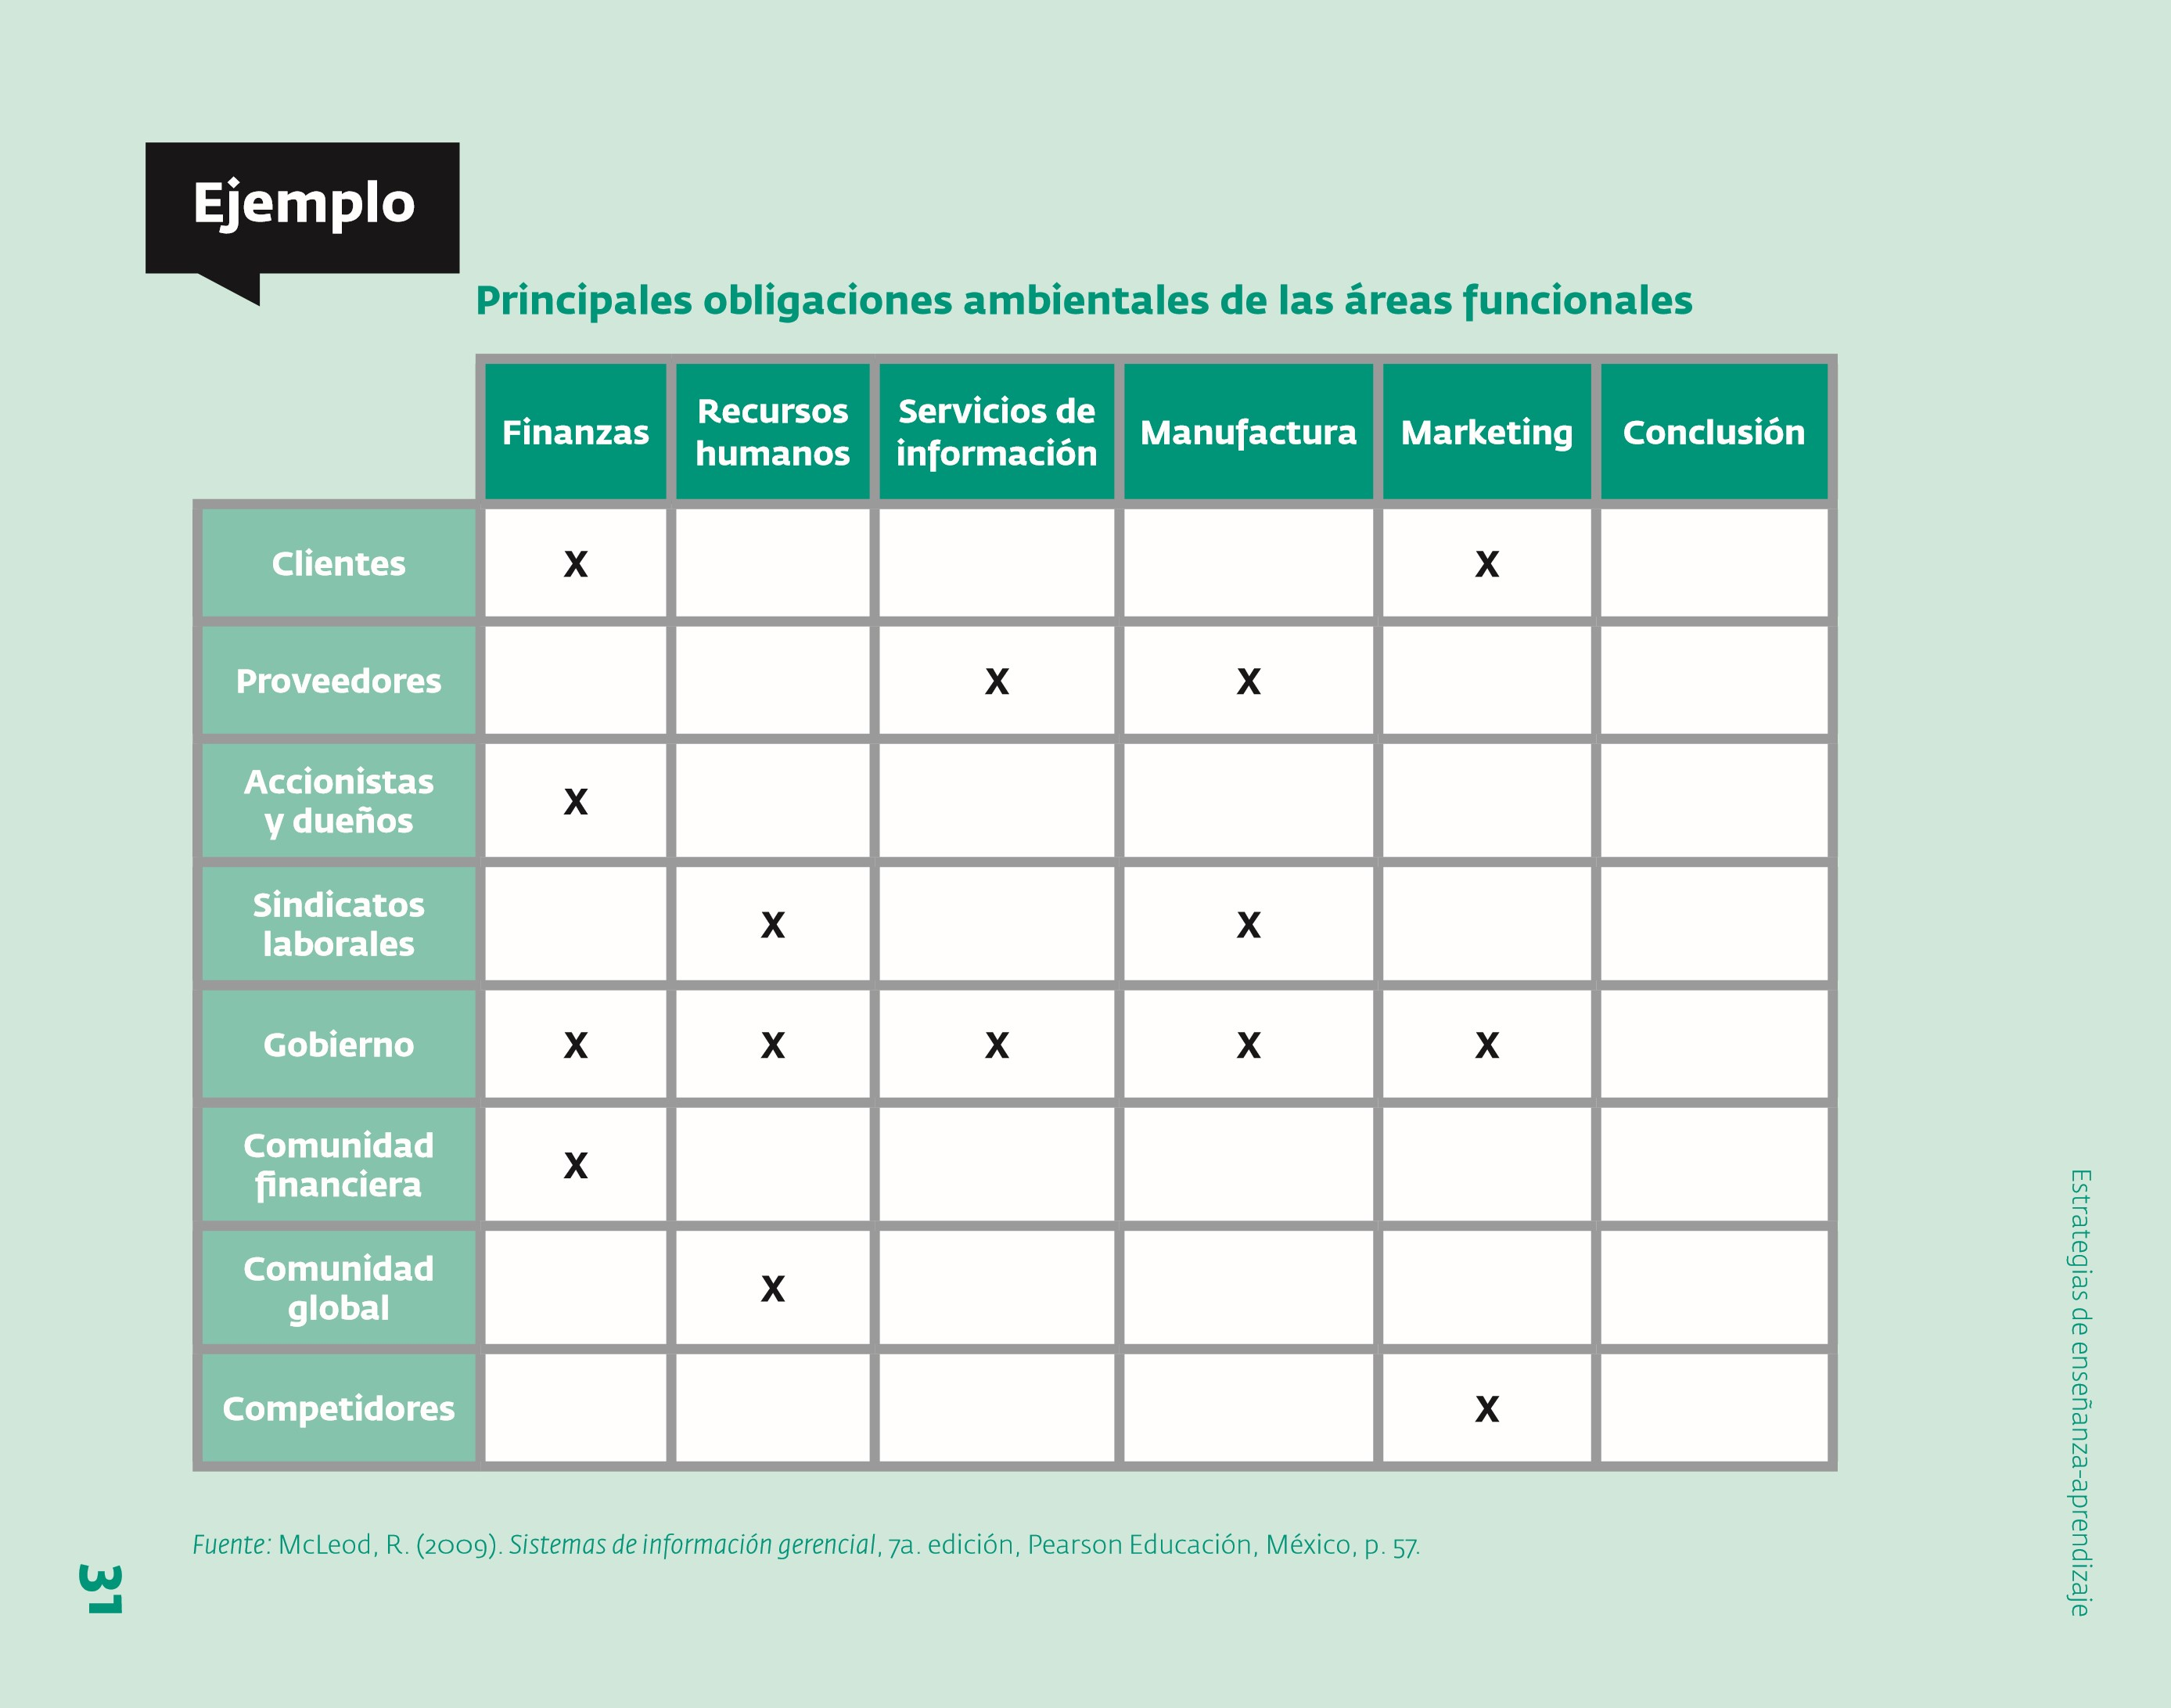 Ejemplo
Principales obligaciones ambientales de las áreas funcionales
Finanzas
Recursos
humanos
Servicios de
información
Manufactura
Marketing
Conclusión
Clientes
x
x
Proveedores
x
x
Accionistas
y dueños
x
Sindicatos
laborales
x
x
Gobierno
x
x
x
x
x
Comunidad
financiera
x
Comunidad
global
x
Competidores
x
Fuente: McLeod, R. (2009). Sistemas de información gerencial, 7a. edición, Pearson Educación, México, p. 57.
31
Estrategias de enseñanza-aprendizaje